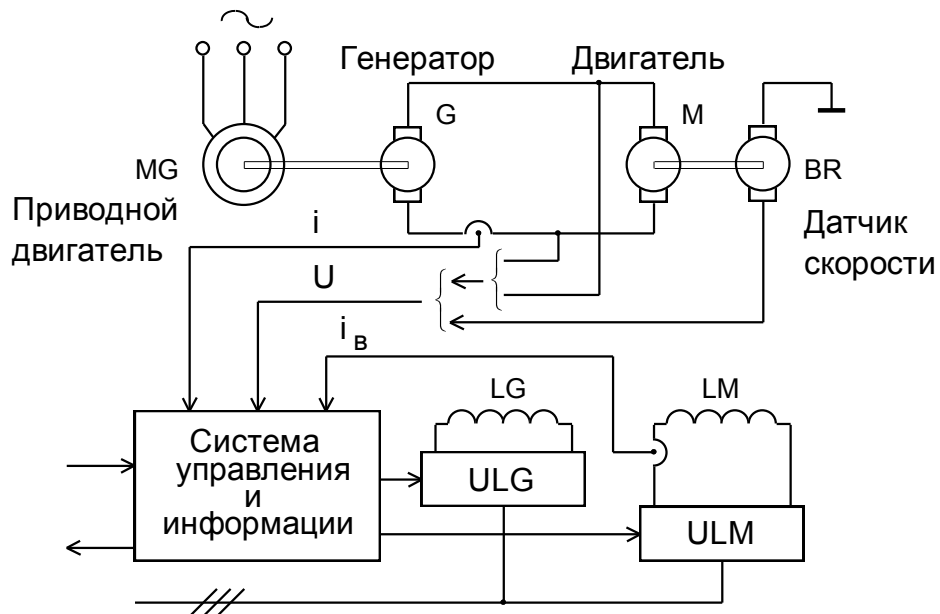 Генератор
Двигатель
G
M
MG
BR
Приводной
двигатель
Датчик
скорости
i
U
i в
LG
LM
Система
управления
и
информации
ULG
ULM